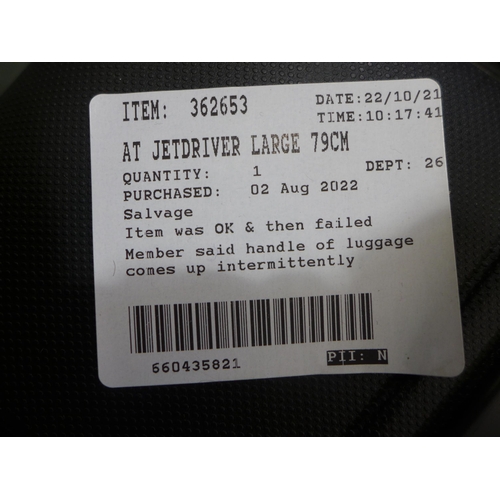 ITEM: 362653 DATE:22/10/21
TIME:10:17:41
AT JETDRIVER LARGE 79CM
QUANTITY: 1 DEPT: 26
PURCHASED: 02 Aug 2022
Salvage
Item was OK & then failed
Member said handle of luggage
comes up intermittently
660435821 PII: N